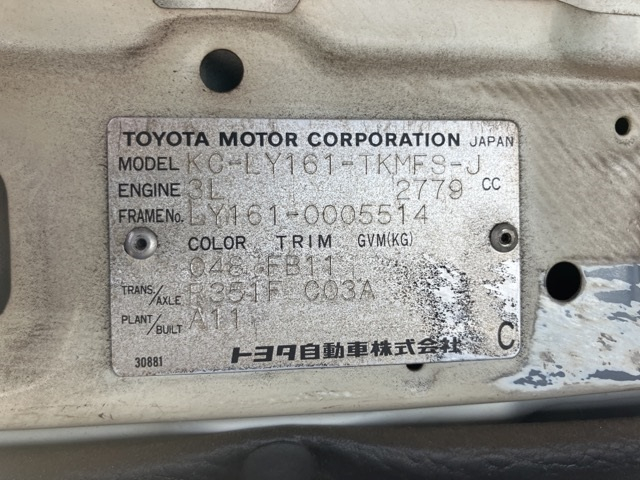 TOYOTA MOTOR CORPORATION JAPAN
MODEL KC-LY161-TKMFS-J
ENGINE 3L 2779 CC
FRAME No. LY161-0005514
COLOR TRIM GVM(KG)
FB11
TRANS./AXLE R351F C03A
PLANT/BUILT A11
トヨタ自動車株式会社 C
30881